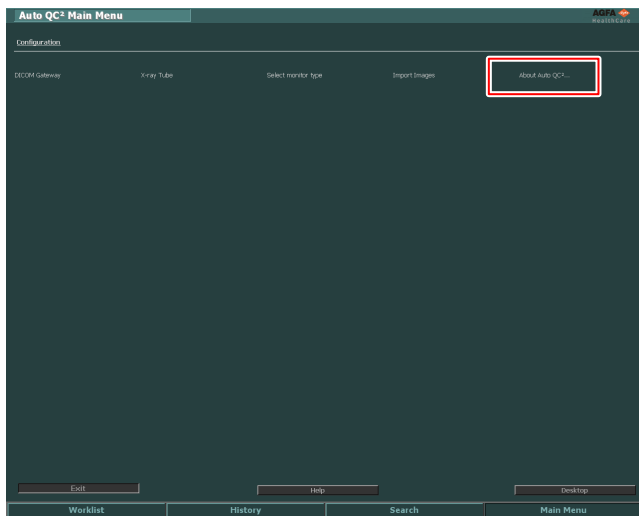 Auto QC² Main Menu
AGFA
HealthCare
Configuration
DICOM Gateway X-ray Tube Select monitor type Import Images About Auto QC²...
Exit Help Desktop
Worklist History Search Main Menu